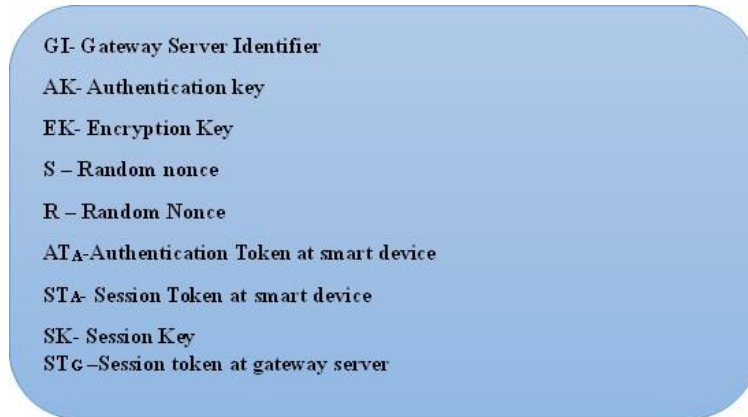 GI- Gateway Server Identifier
AK- Authentication key
EK- Encryption Key
S – Random nonce
R – Random Nonce
ATA-Authentication Token at smart device
STA- Session Token at smart device
SK- Session Key
STG –Session token at gateway server